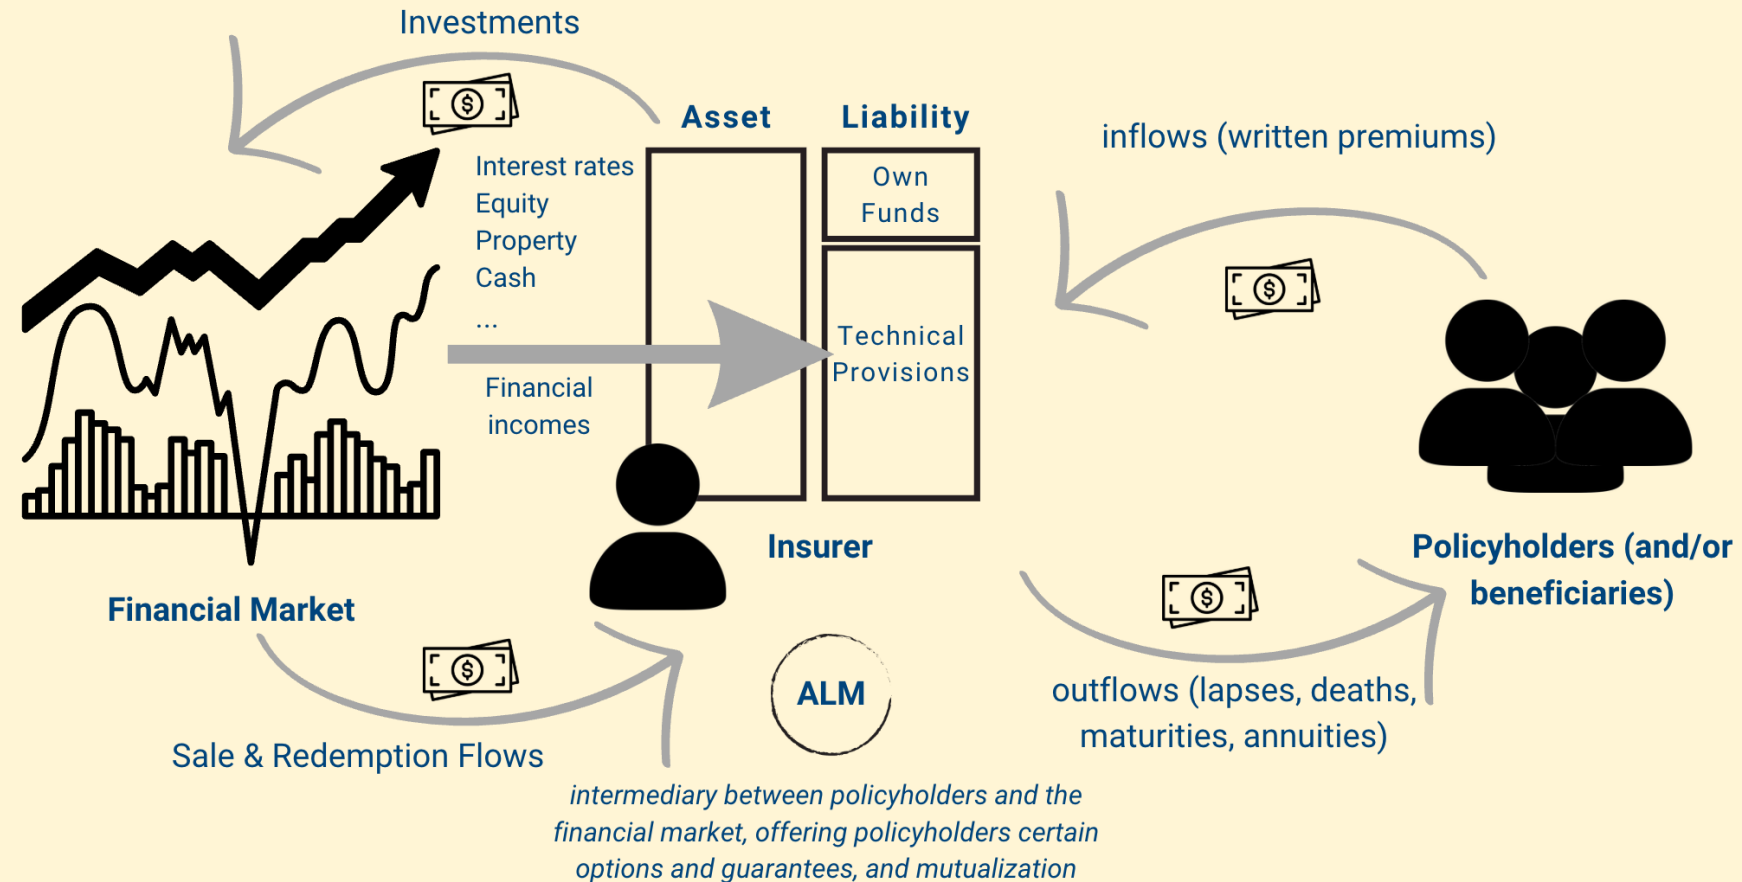 Investments
Asset
Liability
inflows (written premiums)
Interest rates
Equity
Property
Cash
...
Own
Funds
Technical
Provisions
Financial
incomes
Insurer
Policyholders (and/or
beneficiaries)
Financial Market
ALM
outflows (lapses, deaths,
maturities, annuities)
Sale & Redemption Flows
intermediary between policyholders and the
financial market, offering policyholders certain
options and guarantees, and mutualization